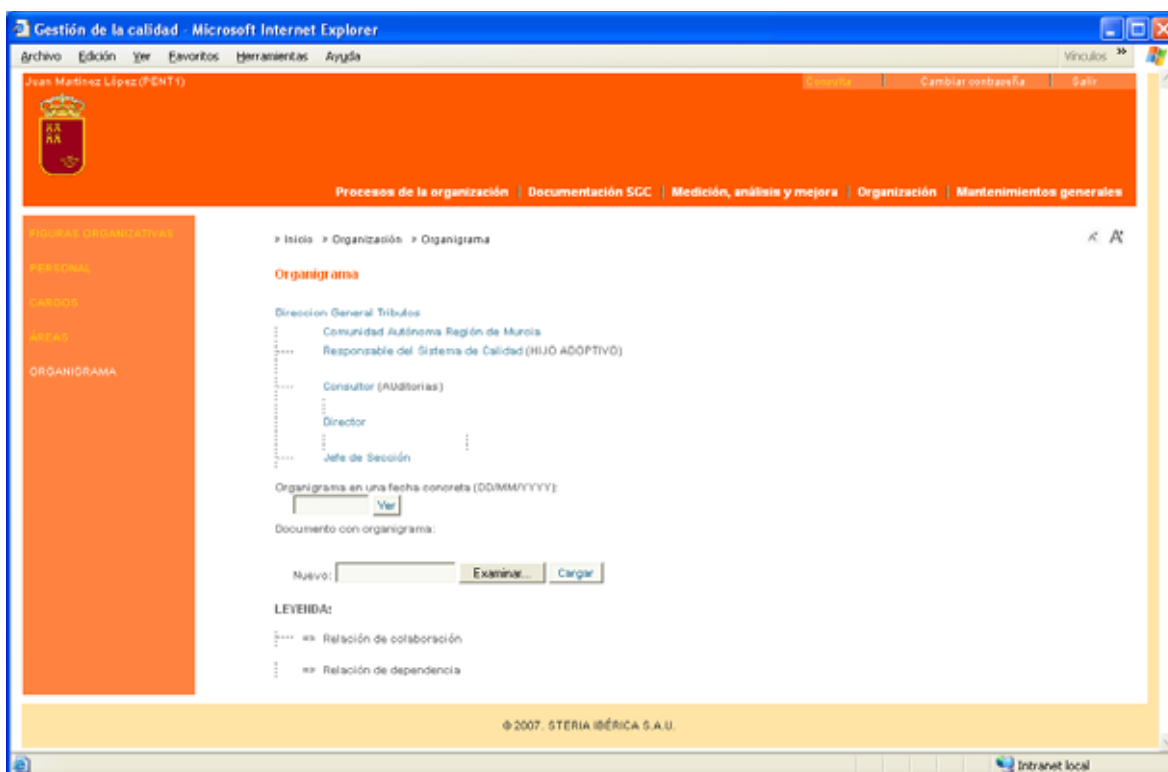 Gestión de la calidad - Microsoft Internet Explorer
Archivo Edición Ver Favoritos Herramientas Ayuda Vínculos »
Juan Martínez López (PENT1) Consulta | Cambiar contraseña | Salir
Procesos de la organización | Documentación SGC | Medición, análisis y mejora | Organización | Mantenimientos generales
FIGURAS ORGANIZATIVAS
PERSONAL
CARGOS
ÁREAS
ORGANIGRAMA
» Inicio » Organización » Organigrama
Organigrama
Direccion General Tributos
Comunidad Autónoma Región de Murcia
Responsable del Sistema de Calidad (HIJO ADOPTIVO)
Consultor (AUditorias)
Director
Jefe de Sección
Organigrama en una fecha concreta (DD/MM/YYYY):
Ver
Documento con organigrama:
Nuevo: Examinar... Cargar
LEYENDA:
=> Relación de colaboración
=> Relación de dependencia
© 2007. STERIA IBÉRICA S.A.U.
Intranet local